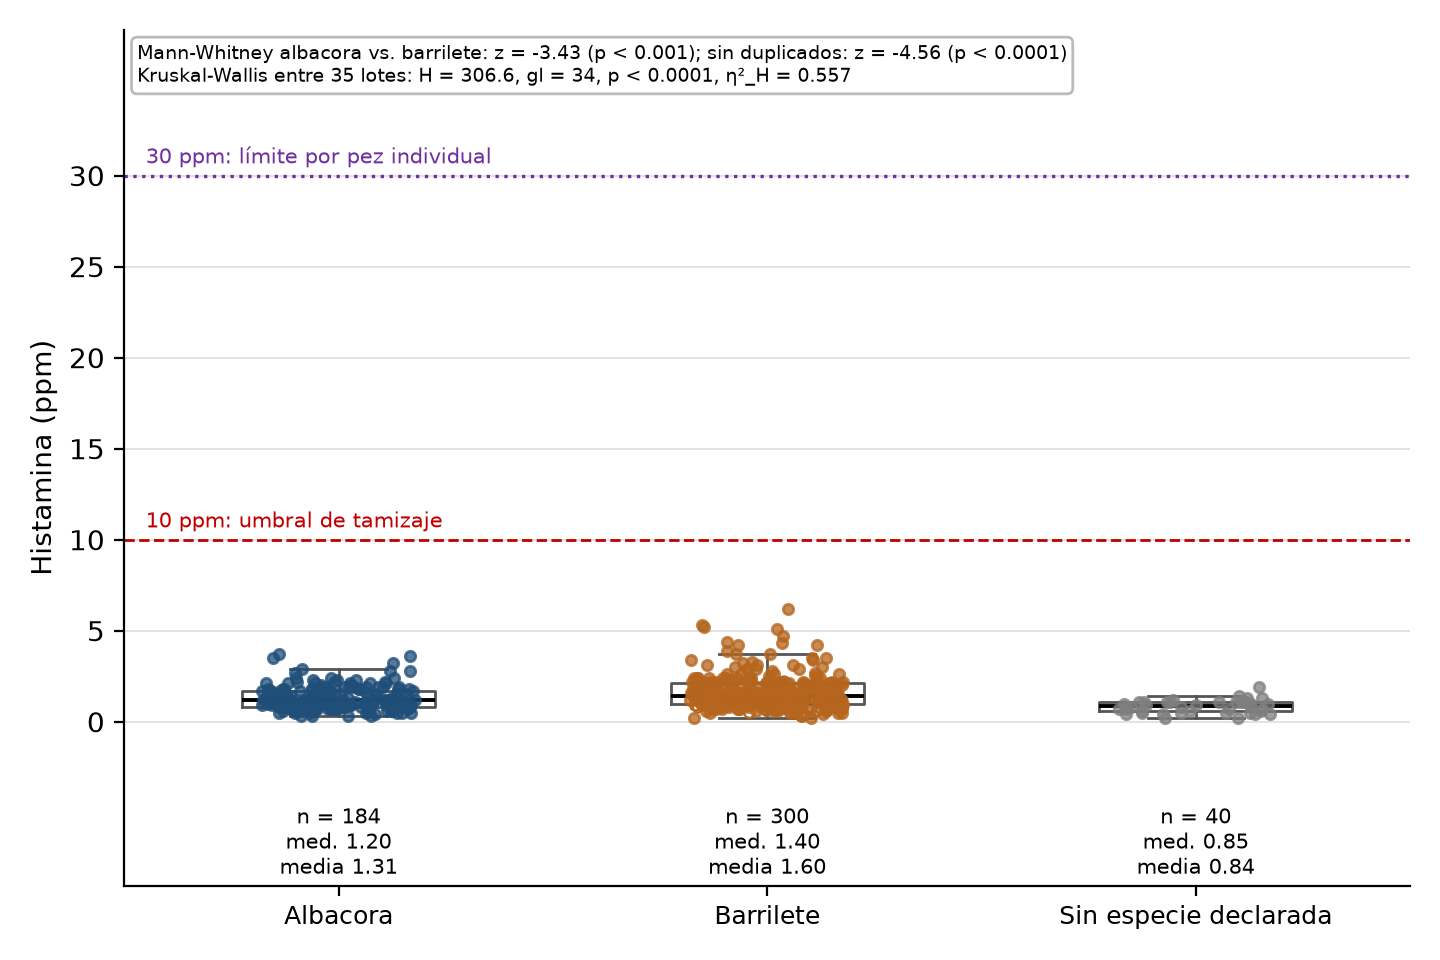 Mann-Whitney albacora vs. barrilete: z = -3.43 (p < 0.001); sin duplicados: z = -4.56 (p < 0.0001)
Kruskal-Wallis entre 35 lotes: H = 306.6, gl = 34, p < 0.0001, η²_H = 0.557
30 ppm: límite por pez individual
30
25
20
15
10 ppm: umbral de tamizaje
10
5
0
Histamina (ppm)
n = 184
med. 1.20
media 1.31
n = 300
med. 1.40
media 1.60
n = 40
med. 0.85
media 0.84
Albacora
Barrilete
Sin especie declarada